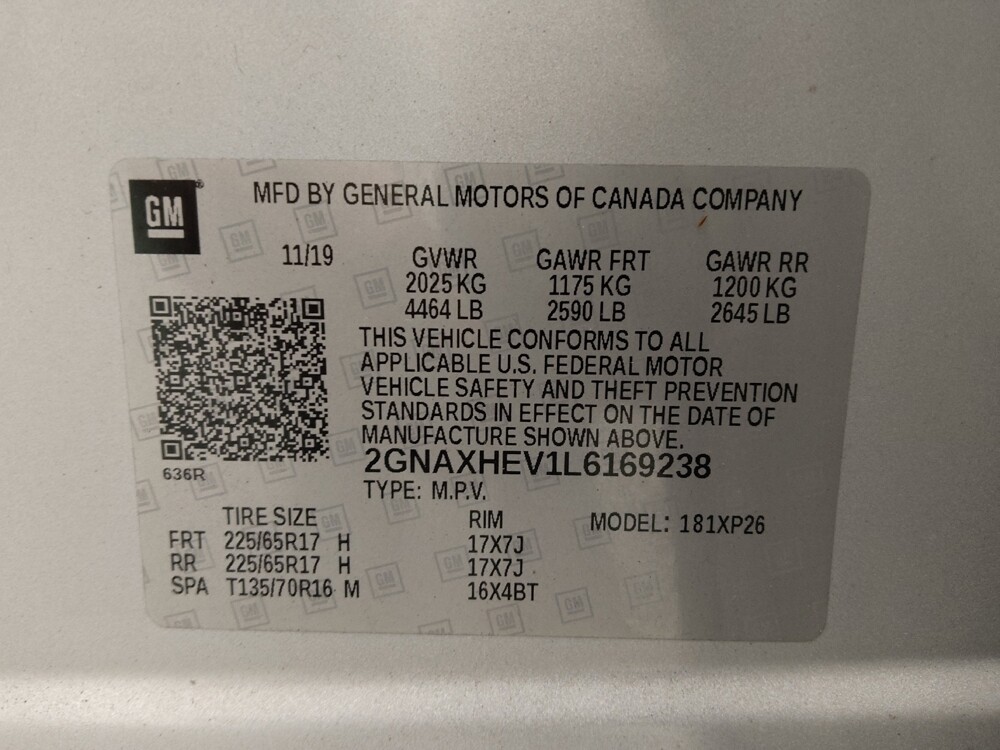 GM
MFD BY GENERAL MOTORS OF CANADA COMPANY
11/19
GVWR GAWR FRT GAWR RR
2025 KG 1175 KG 1200 KG
4464 LB 2590 LB 2645 LB
THIS VEHICLE CONFORMS TO ALL
APPLICABLE U.S. FEDERAL MOTOR
VEHICLE SAFETY AND THEFT PREVENTION
STANDARDS IN EFFECT ON THE DATE OF
MANUFACTURE SHOWN ABOVE.
636R
2GNAXHEV1L6169238
TYPE: M.P.V.
TIRE SIZE RIM MODEL: 181XP26
FRT 225/65R17 H 17X7J
RR 225/65R17 H 17X7J
SPA T135/70R16 M 16X4BT